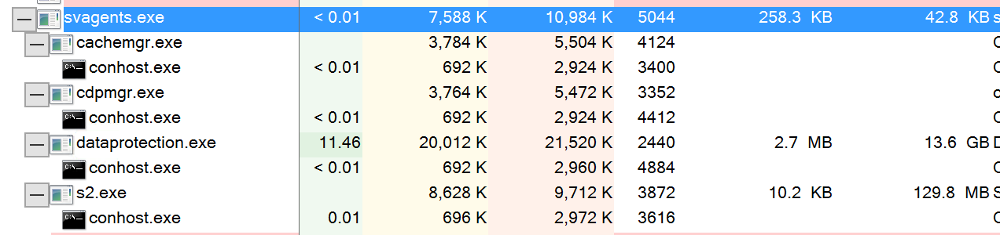 svagents.exe < 0.01 7,588 K 10,984 K 5044 258.3 KB 42.8 KB s
cachemgr.exe 3,784 K 5,504 K 4124 C
conhost.exe < 0.01 692 K 2,924 K 3400 C
cdpmgr.exe 3,764 K 5,472 K 3352 c
conhost.exe < 0.01 692 K 2,924 K 4412 C
dataprotection.exe 11.46 20,012 K 21,520 K 2440 2.7 MB 13.6 GB D
conhost.exe < 0.01 692 K 2,960 K 4884 C
s2.exe 8,628 K 9,712 K 3872 10.2 KB 129.8 MB S
conhost.exe 0.01 696 K 2,972 K 3616 C